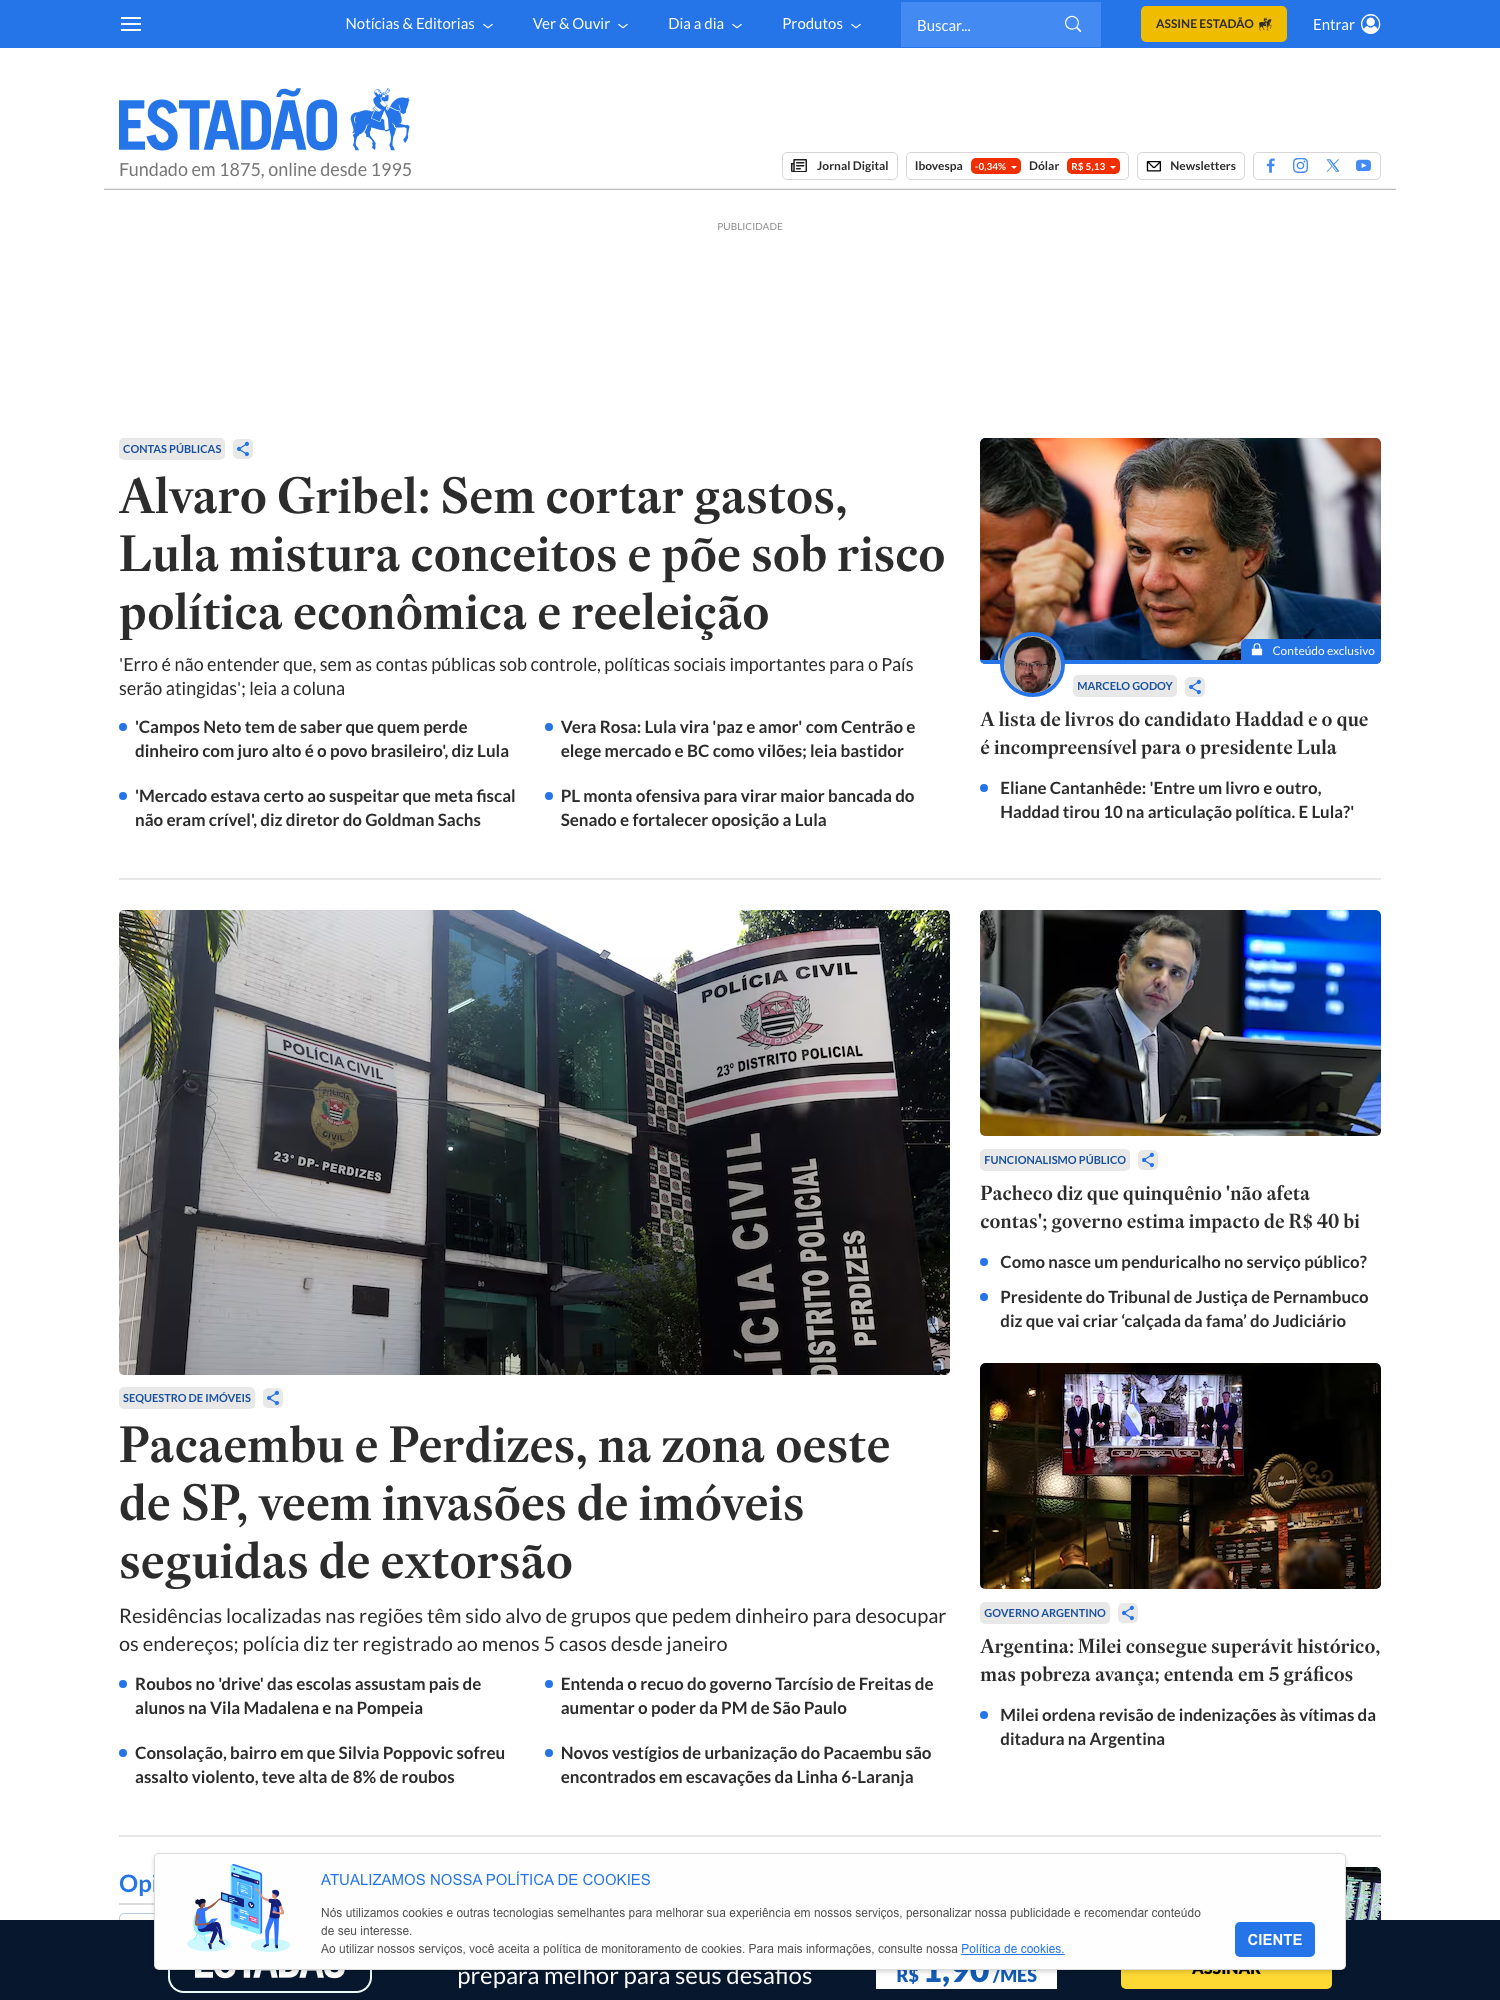 Notícias & Editorias
Ver & Ouvir
Dia a dia
Produtos
Buscar...
ASSINE ESTADÃO
Entrar
ESTADÃO
Fundado em 1875, online desde 1995
Jornal Digital
Ibovespa -0,34% Dólar R$ 5,13
Newsletters
PUBLICIDADE
CONTAS PÚBLICAS
Alvaro Gribel: Sem cortar gastos,
Lula mistura conceitos e põe sob risco
política econômica e reeleição
'Erro é não entender que, sem as contas públicas sob controle, políticas sociais importantes para o País
serão atingidas'; leia a coluna
'Campos Neto tem de saber que quem perde
dinheiro com juro alto é o povo brasileiro', diz Lula
Vera Rosa: Lula vira 'paz e amor' com Centrão e
elege mercado e BC como vilões; leia bastidor
'Mercado estava certo ao suspeitar que meta fiscal
não eram crível', diz diretor do Goldman Sachs
PL monta ofensiva para virar maior bancada do
Senado e fortalecer oposição a Lula
Conteúdo exclusivo
MARCELO GODOY
A lista de livros do candidato Haddad e o que
é incompreensível para o presidente Lula
Eliane Cantanhêde: 'Entre um livro e outro,
Haddad tirou 10 na articulação política. E Lula?'
POLÍCIA CIVIL
POLÍCIA
CIVIL
SP
23º DP- PERDIZES
POLÍCIA CIVIL
SÃO PAULO
23º DISTRITO POLICIAL
ÍCIA CIVIL
DISTRITO POLICIAL
PERDIZES
80
SEQUESTRO DE IMÓVEIS
Pacaembu e Perdizes, na zona oeste
de SP, veem invasões de imóveis
seguidas de extorsão
Residências localizadas nas regiões têm sido alvo de grupos que pedem dinheiro para desocupar
os endereços; polícia diz ter registrado ao menos 5 casos desde janeiro
Roubos no 'drive' das escolas assustam pais de
alunos na Vila Madalena e na Pompeia
Entenda o recuo do governo Tarcísio de Freitas de
aumentar o poder da PM de São Paulo
Consolação, bairro em que Silvia Poppovic sofreu
assalto violento, teve alta de 8% de roubos
Novos vestígios de urbanização do Pacaembu são
encontrados em escavações da Linha 6-Laranja
FUNCIONALISMO PÚBLICO
Pacheco diz que quinquênio 'não afeta
contas'; governo estima impacto de R$ 40 bi
Como nasce um penduricalho no serviço público?
Presidente do Tribunal de Justiça de Pernambuco
diz que vai criar ‘calçada da fama’ do Judiciário
BUENOS AIRES
GOVERNO ARGENTINO
Argentina: Milei consegue superávit histórico,
mas pobreza avança; entenda em 5 gráficos
Milei ordena revisão de indenizações às vítimas da
ditadura na Argentina
Opi
ATUALIZAMOS NOSSA POLÍTICA DE COOKIES
Nós utilizamos cookies e outras tecnologias semelhantes para melhorar sua experiência em nossos serviços, personalizar nossa publicidade e recomendar conteúdo
de seu interesse.
Ao utilizar nossos serviços, você aceita a política de monitoramento de cookies. Para mais informações, consulte nossa Política de cookies.
CIENTE
ESTADÃO
prepara melhor para seus desafios
R$ 1,90 /MÊS
ASSINAR